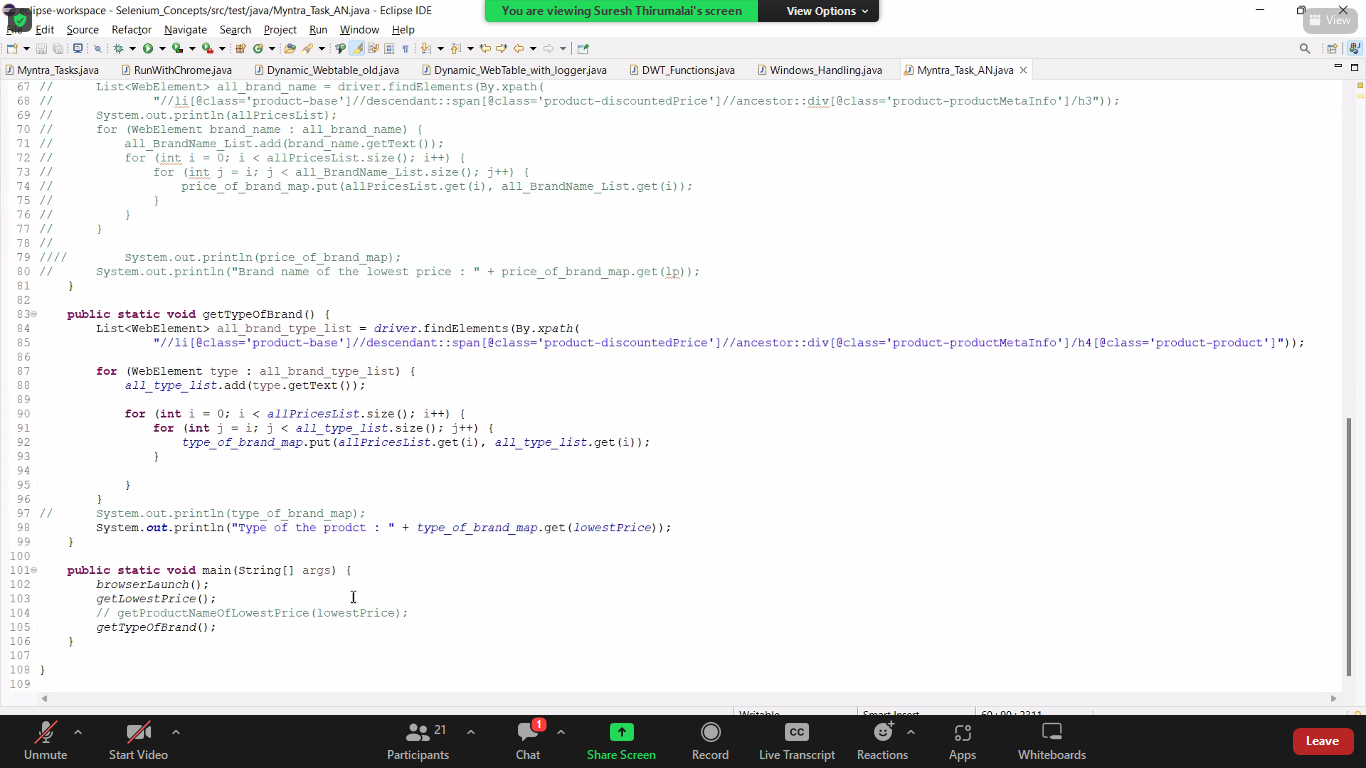 eclipse-workspace - Selenium_Concepts/src/test/java/Myntra_Task_AN.java - Eclipse IDE
You are viewing Suresh Thirumalai's screen
View Options
View
File Edit Source Refactor Navigate Search Project Run Window Help
Myntra_Tasks.java RunWithChrome.java Dynamic_Webtable_old.java Dynamic_WebTable_with_logger.java DWT_Functions.java Windows_Handling.java Myntra_Task_AN.java
67 // List<WebElement> all_brand_name = driver.findElements(By.xpath(
68 // "//li[@class='product-base']//descendant::span[@class='product-discountedPrice']//ancestor::div[@class='product-productMetaInfo']/h3"));
69 // System.out.println(allPricesList);
70 // for (WebElement brand_name : all_brand_name) {
71 // all_BrandName_List.add(brand_name.getText());
72 // for (int i = 0; i < allPricesList.size(); i++) {
73 // for (int j = i; j < all_BrandName_List.size(); j++) {
74 // price_of_brand_map.put(allPricesList.get(i), all_BrandName_List.get(i));
75 // }
76 // }
77 // }
78 //
79 //// System.out.println(price_of_brand_map);
80 // System.out.println("Brand name of the lowest price : " + price_of_brand_map.get(lp));
81 }
82
83 public static void getTypeOfBrand() {
84 List<WebElement> all_brand_type_list = driver.findElements(By.xpath(
85 "//li[@class='product-base']//descendant::span[@class='product-discountedPrice']//ancestor::div[@class='product-productMetaInfo']/h4[@class='product-product']"));
86
87 for (WebElement type : all_brand_type_list) {
88 all_type_list.add(type.getText());
89
90 for (int i = 0; i < allPricesList.size(); i++) {
91 for (int j = i; j < all_type_list.size(); j++) {
92 type_of_brand_map.put(allPricesList.get(i), all_type_list.get(i));
93 }
94
95 }
96 }
97 // System.out.println(type_of_brand_map);
98 System.out.println("Type of the prodct : " + type_of_brand_map.get(lowestPrice));
99 }
100
101 public static void main(String[] args) {
102 browserLaunch();
103 getLowestPrice();
104 // getProductNameOfLowestPrice(lowestPrice);
105 getTypeOfBrand();
106 }
107
108 }
109
Writable Smart Insert
Unmute Start Video Participants 21 Chat 1 Share Screen Record CC Live Transcript Reactions Apps Whiteboards Leave